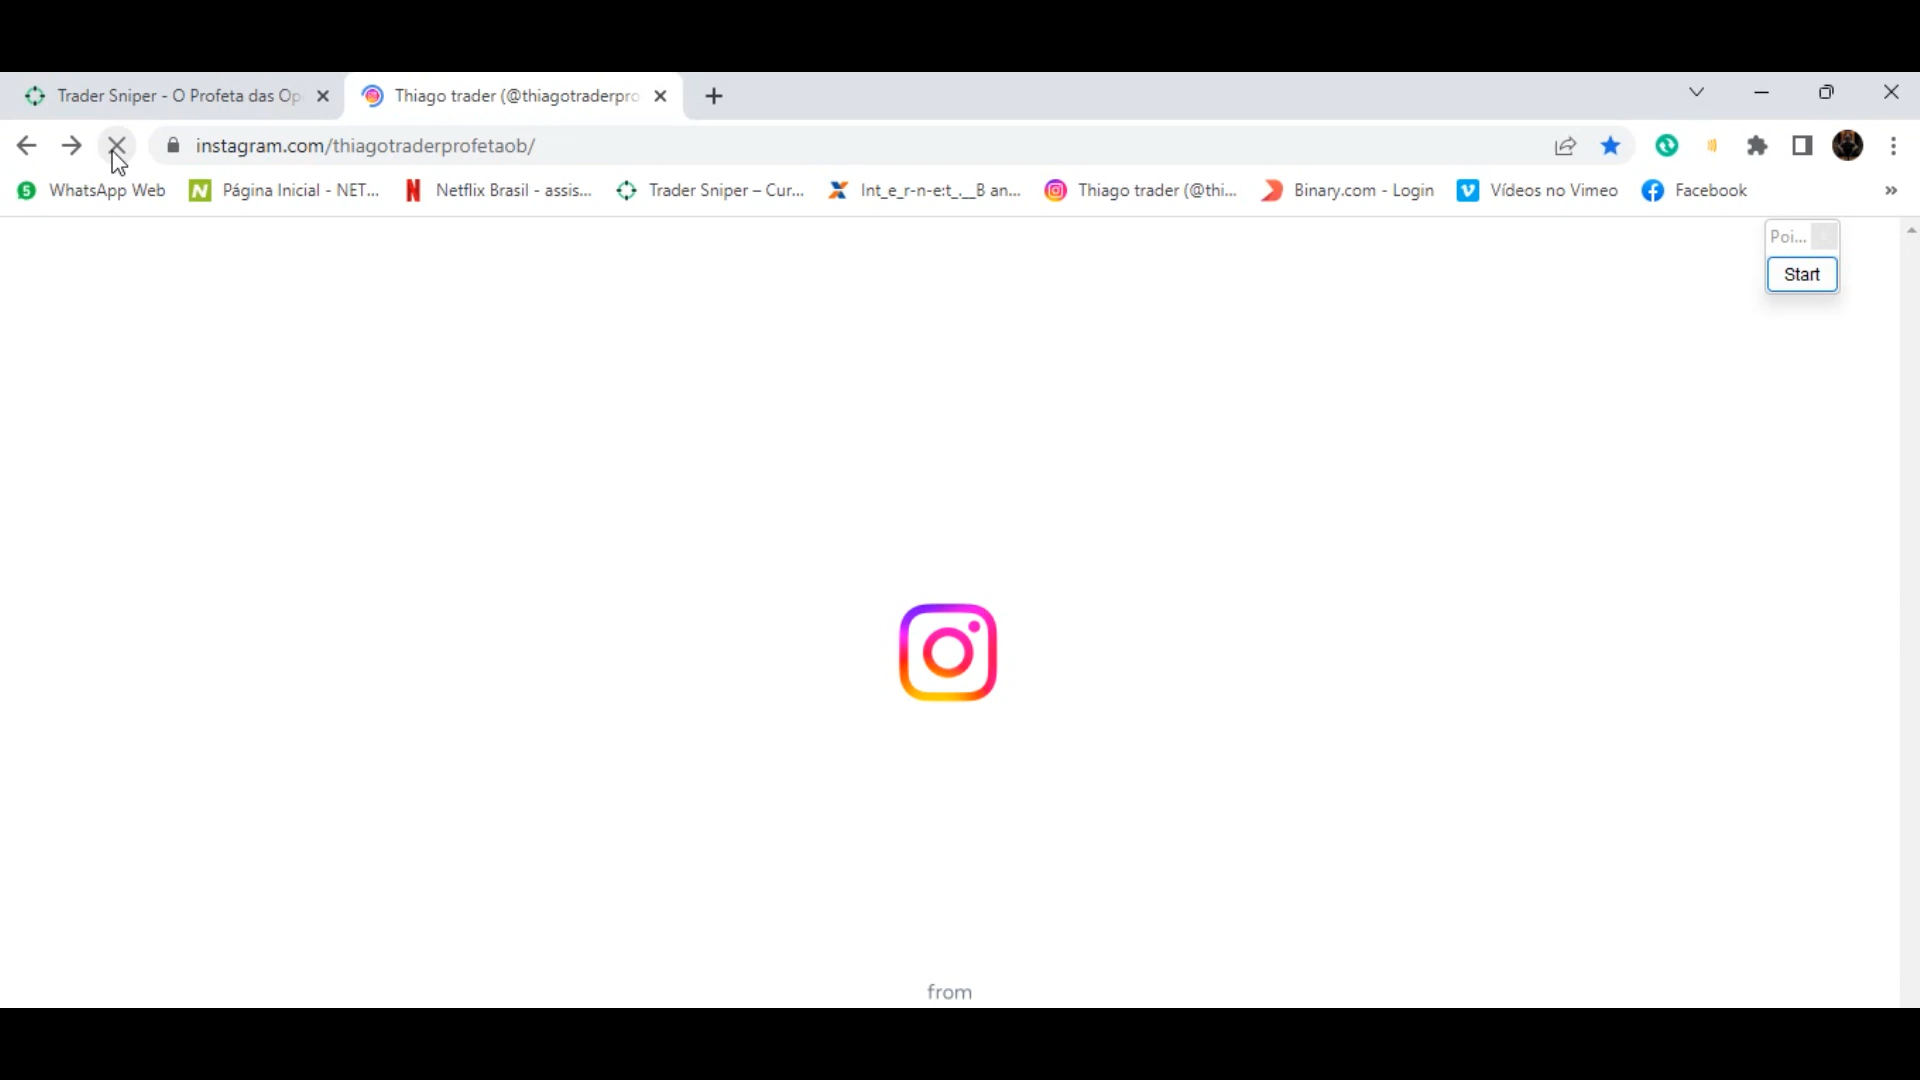 Trader Sniper - O Profeta das Op
Thiago trader (@thiagotraderpro
instagram.com/thiagotraderprofetaob/
WhatsApp Web
Página Inicial - NET...
Netflix Brasil - assis...
Trader Sniper – Cur...
Int_e_r-n-e:t_.__B an...
Thiago trader (@thi...
Binary.com - Login
Vídeos no Vimeo
Facebook
Poi...
Start
from